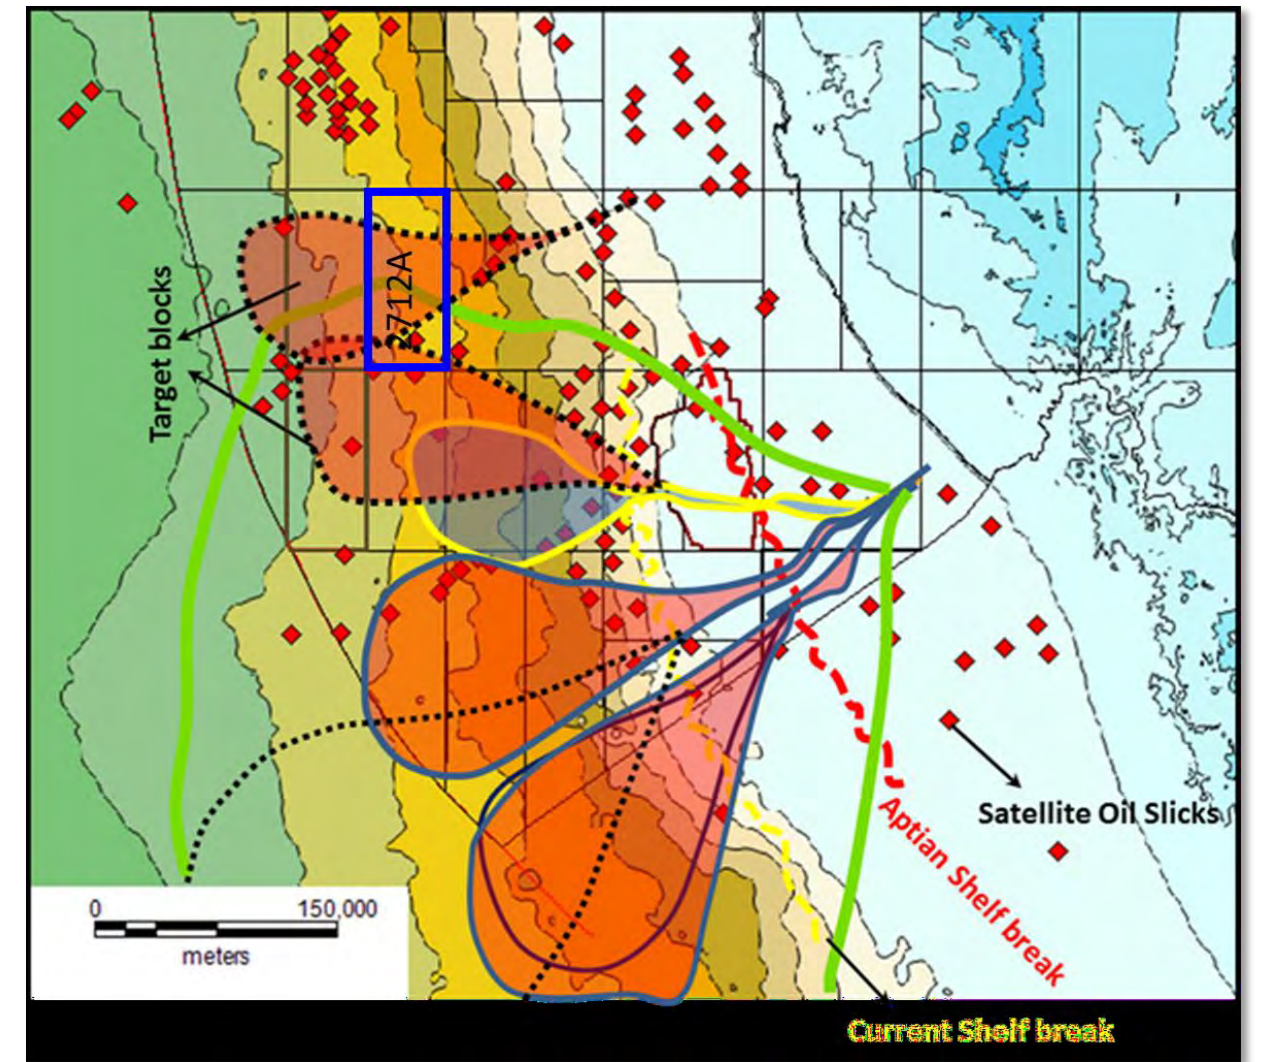 2712A
Target blocks
Satellite Oil Slicks
Aptian Shelf break
0 150,000
meters
Current Shelf break